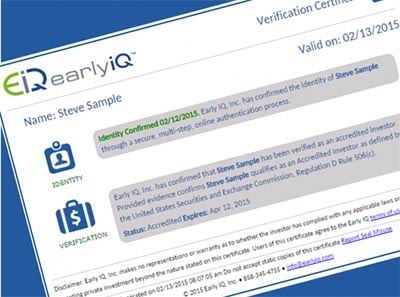 Verification Certific
EiQ earlyiQ™
Valid on: 02/13/2015
Name: Steve Sample
Identity Confirmed 02/12/2015. Early IQ, Inc. has confirmed the identity of Steve Sample
through a secure, multi-step, online authentication process.
IDENTITY
Early IQ, Inc. has confirmed that Steve Sample has been verified as an accredited investor.
Provided evidence confirms Steve Sample qualifies as an Accredited Investor as defined by
the United States Securities and Exchange Commission, Regulation D Rule 506(c).
Status: Accredited Expires: Apr 12, 2015
VERIFICATION
Disclaimer: Early IQ, Inc. makes no representations or warranty as to whether the investor has complied with any applicable laws or
ding private investment beyond the nature stated on this certificate. Users of this certificate agree to the Early IQ terms of us
rated on 02/13/2015 08:07:05 am Do not accept static copies of this certificate Report Seal Misuse
© 2015 Early IQ, Inc. • 858-345-4755 • info@earlyiq.com